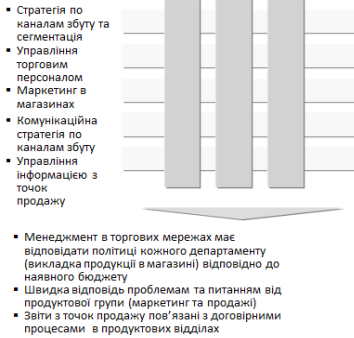 ▪ Стратегія по
каналам збуту та
сегментація
▪ Управління
торговим
персоналом
▪ Маркетинг в
магазинах
▪ Комунікаційна
стратегія по
каналам збуту
▪ Управління
інформацією з
точок
продажу
▪ Менеджмент в торгових мережах має
відповідати політиці кожного департаменту
(викладка продукції в магазині) відповідно до
наявного бюджету
▪ Швидка відповідь проблемам та питанням від
продуктової групи (маркетинг та продажі)
▪ Звіти з точок продажу пов’язані з договірними
процесами в продуктових відділах